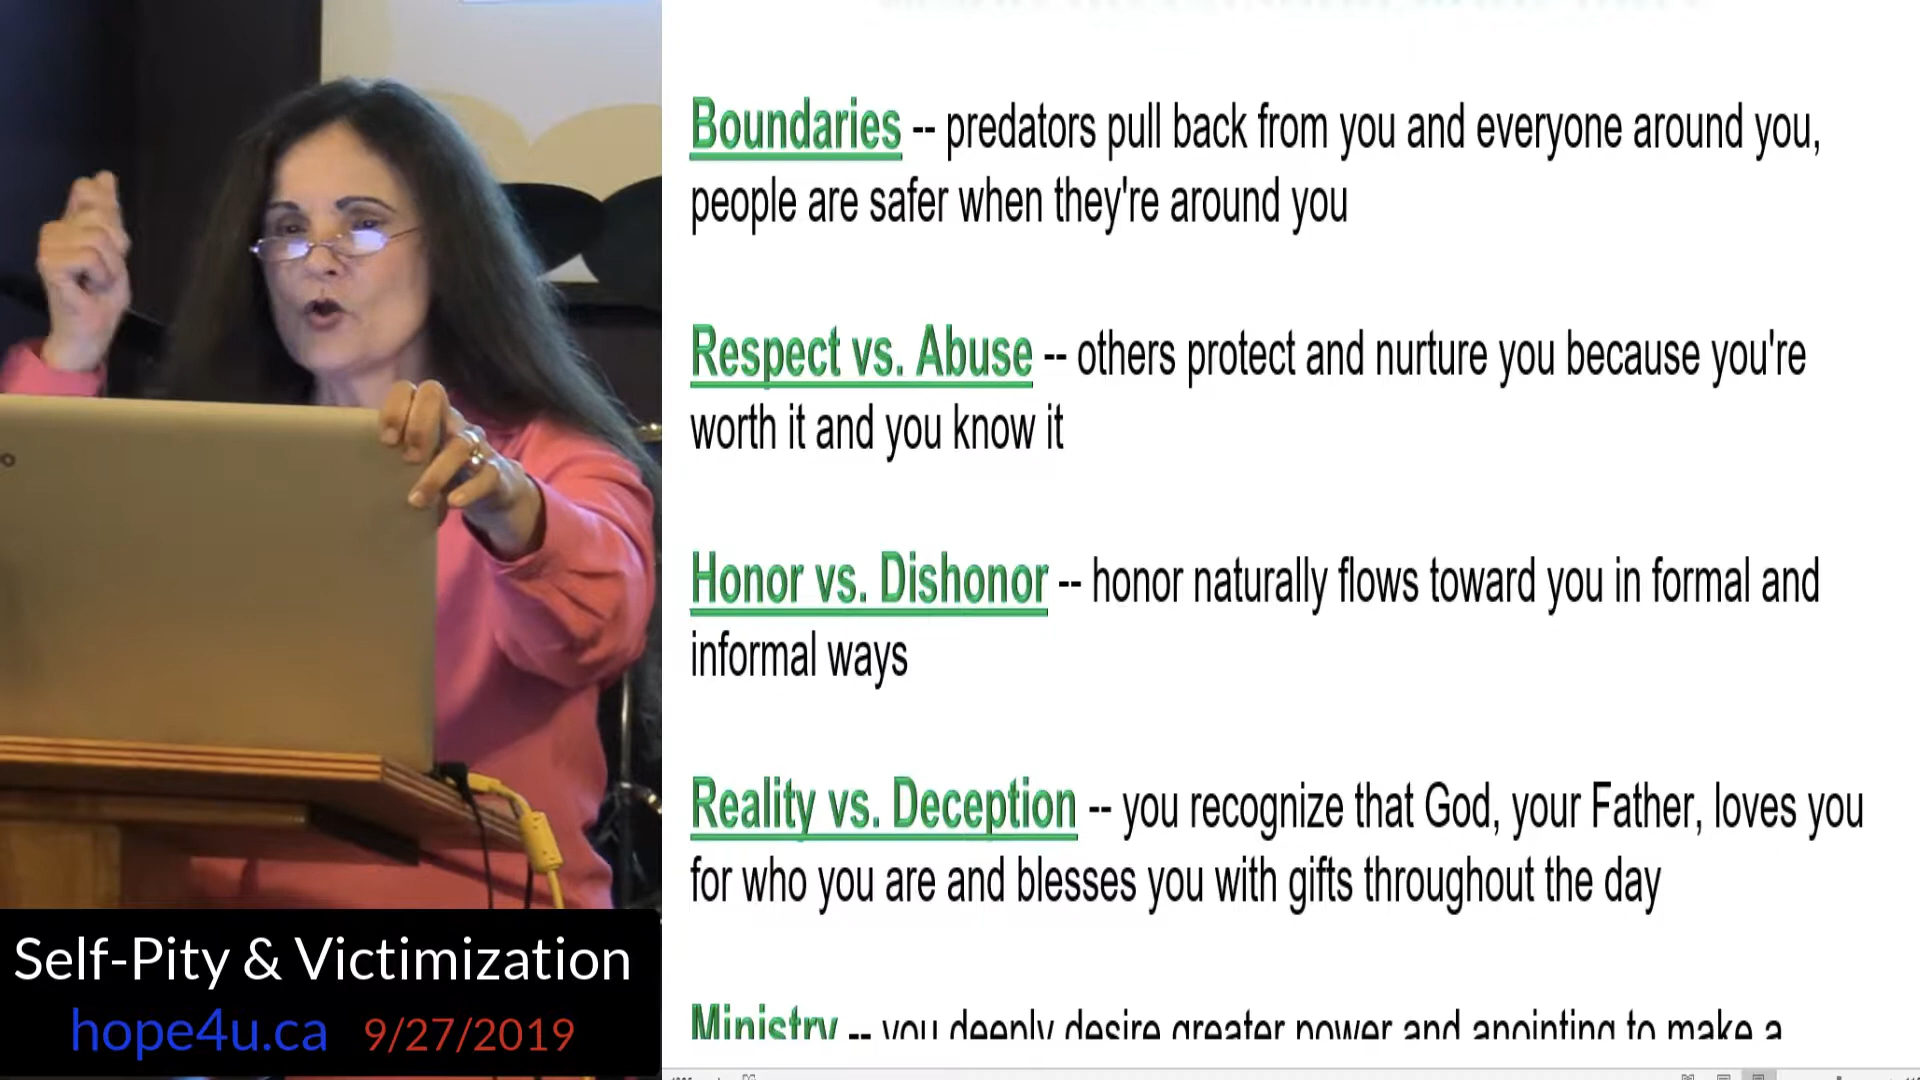 Boundaries -- predators pull back from you and everyone around you,
people are safer when they're around you
Respect vs. Abuse -- others protect and nurture you because you're
worth it and you know it
Honor vs. Dishonor -- honor naturally flows toward you in formal and
informal ways
Reality vs. Deception -- you recognize that God, your Father, loves you
for who you are and blesses you with gifts throughout the day
Ministry -- you deeply desire greater power and anointing to make a
Self-Pity & Victimization
hope4u.ca 9/27/2019